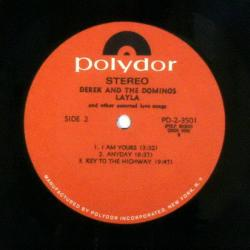 polydor
STEREO
DEREK AND THE DOMINOS
LAYLA
and other assorted love songs
SIDE 2
PD-2-3501
1. I AM YOURS (3:32)
2. ANYDAY (6:37)
3. KEY TO THE HIGHWAY (9:41)
MANUFACTURED BY POLYDOR INCORPORATED, NEW YORK, N.Y.